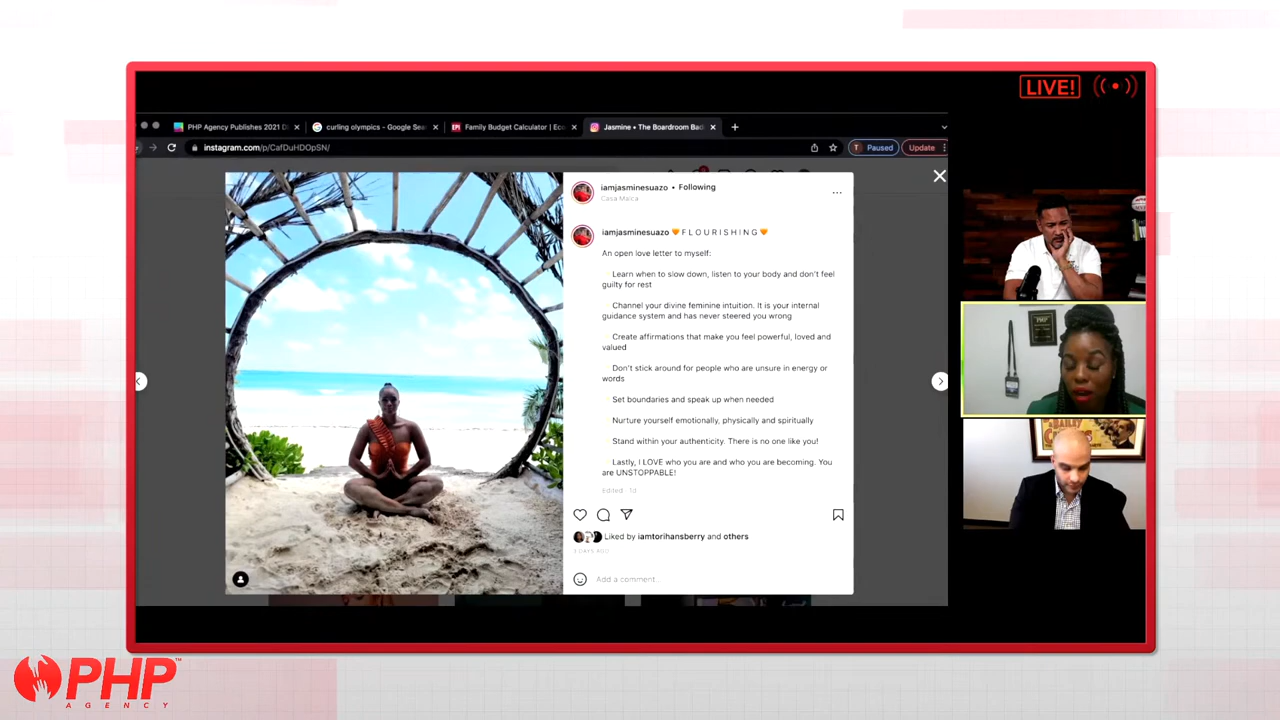 LIVE!
PHP Agency Publishes 2021 D
curling olympics - Google Sea
Family Budget Calculator | Eco
Jasmine • The Boardroom Bad
instagram.com/p/CafDuHDOpSN/
T Paused
Update
iamjasminesuazo • Following
Casa Malca
iamjasminesuazo 🧡 F L O U R I S H I N G 🧡
An open love letter to myself:
Learn when to slow down, listen to your body and don't feel
guilty for rest
Channel your divine feminine intuition. It is your internal
guidance system and has never steered you wrong
Create affirmations that make you feel powerful, loved and
valued
Don't stick around for people who are unsure in energy or
words
Set boundaries and speak up when needed
Nurture yourself emotionally, physically and spiritually
Stand within your authenticity. There is no one like you!
Lastly, I LOVE who you are and who you are becoming. You
are UNSTOPPABLE!
Edited · 1d
Liked by iamtorihansberry and others
3 DAYS AGO
Add a comment...
PHP
BAILEY
PHP™
AGENCY